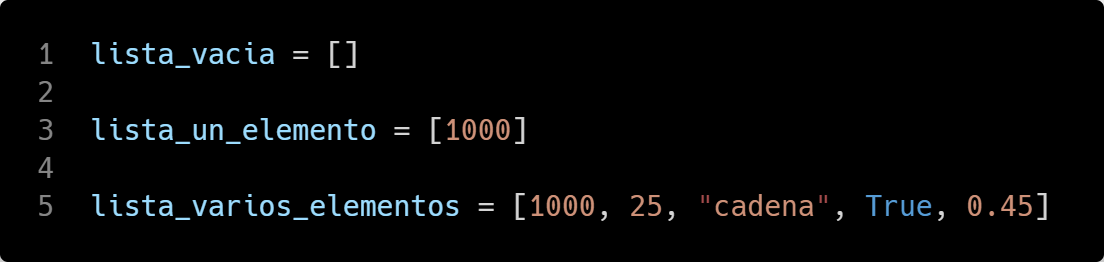 1 lista_vacia = []
2
3 lista_un_elemento = [1000]
4
5 lista_varios_elementos = [1000, 25, "cadena", True, 0.45]